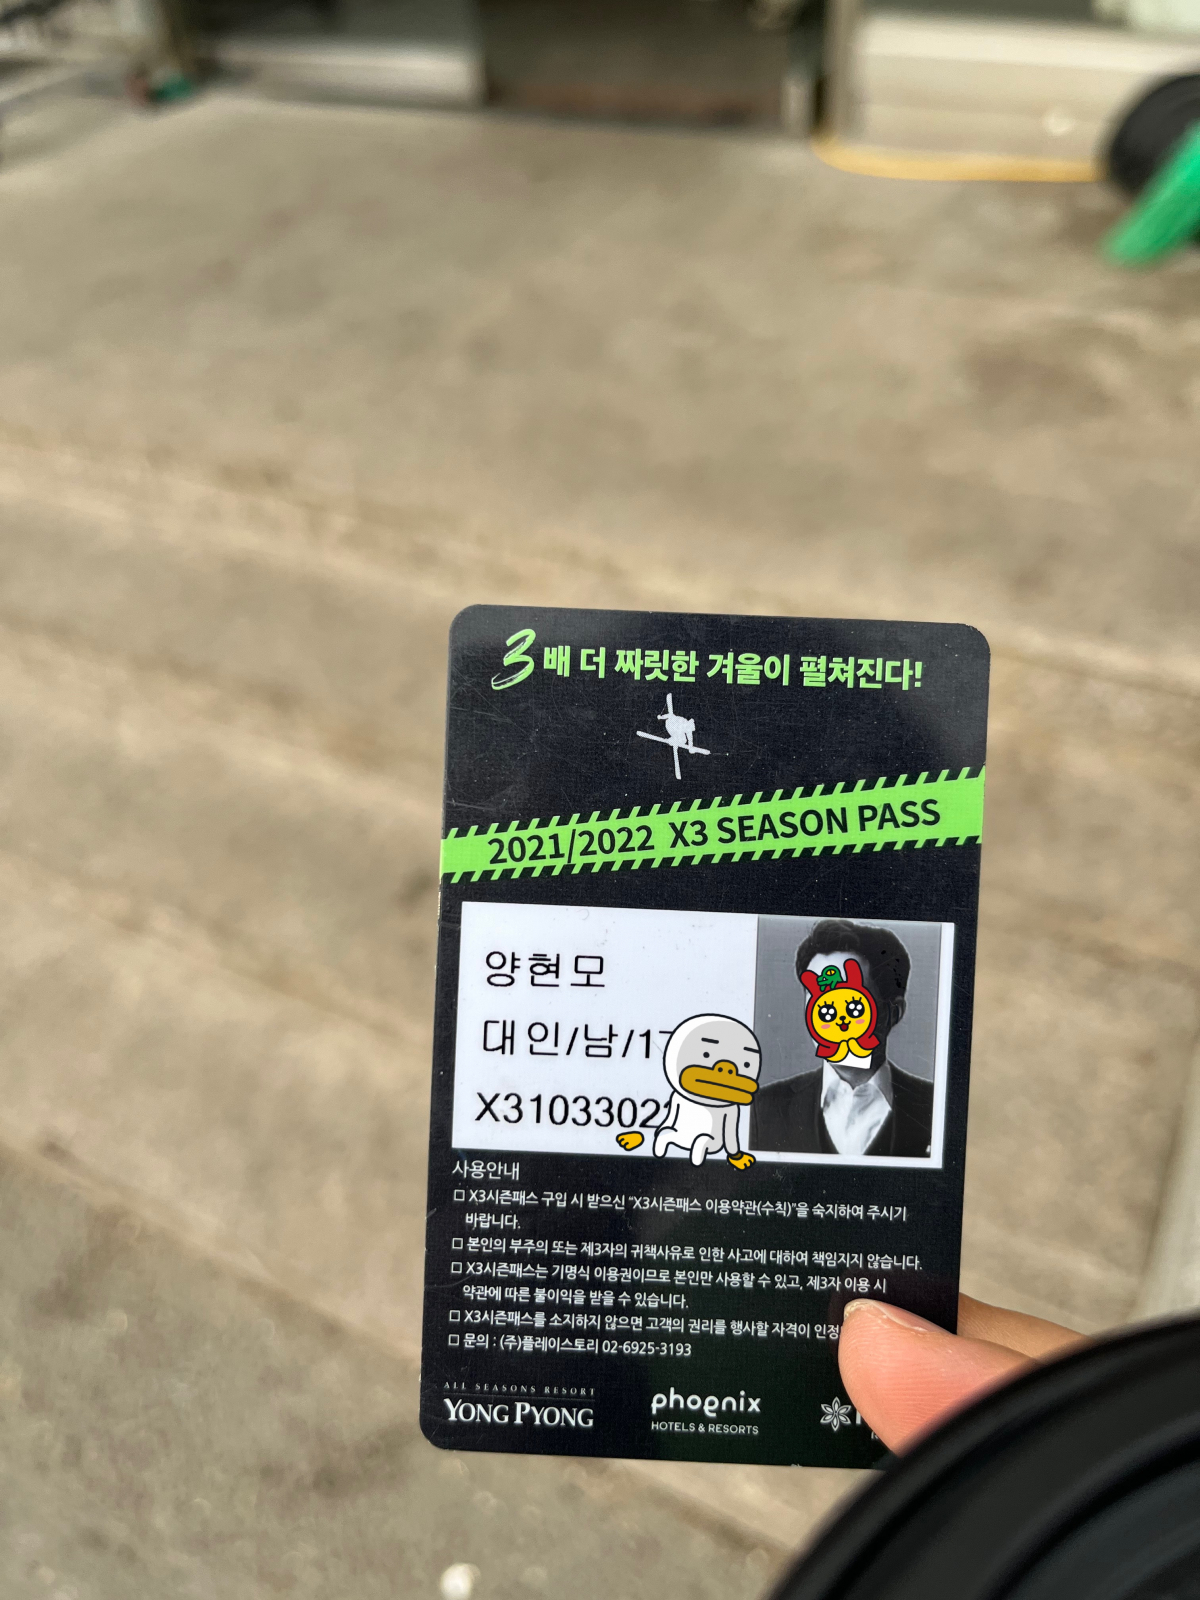 3배 더 짜릿한 겨울이 펼쳐진다!
2021/2022 X3 SEASON PASS
양현모
대인/남/17
X3103302
사용안내
□ X3시즌패스 구입 시 받으신 "X3시즌패스 이용약관(수칙)"을 숙지하여 주시기
바랍니다.
□ 본인의 부주의 또는 제3자의 귀책사유로 인한 사고에 대하여 책임지지 않습니다.
□ X3시즌패스는 기명식 이용권이므로 본인만 사용할 수 있고, 제3자 이용 시
약관에 따른 불이익을 받을 수 있습니다.
□ X3시즌패스를 소지하지 않으면 고객의 권리를 행사할 자격이 인정
□ 문의 : (주)플레이스토리 02-6925-3193
ALL SEASONS RESORT
YONG PYONG
phoenix
HOTELS & RESORTS